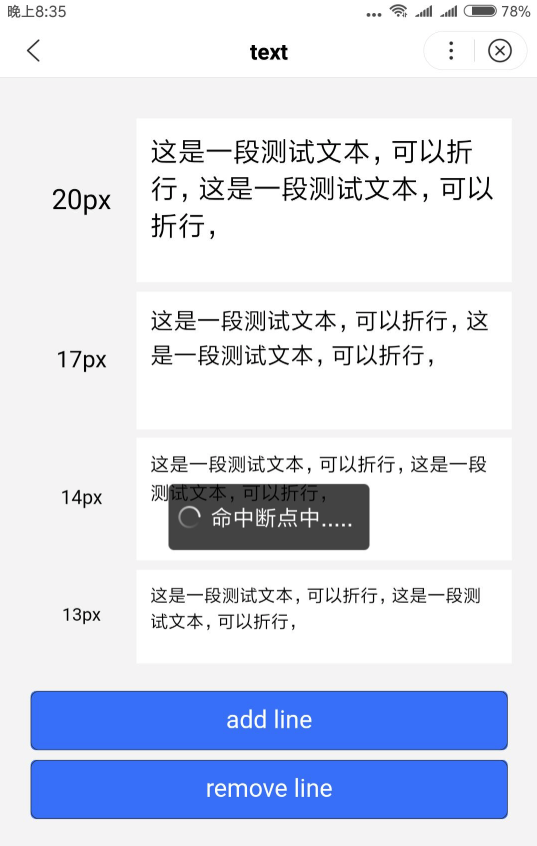 晚上8:35
78%
text
20px
这是一段测试文本，可以折
行，这是一段测试文本，可以
折行，
17px
这是一段测试文本，可以折行，这
是一段测试文本，可以折行，
14px
这是一段测试文本，可以折行，这是一段
测试文本，可以折行，
命中断点中.....
13px
这是一段测试文本，可以折行，这是一段测
试文本，可以折行，
add line
remove line